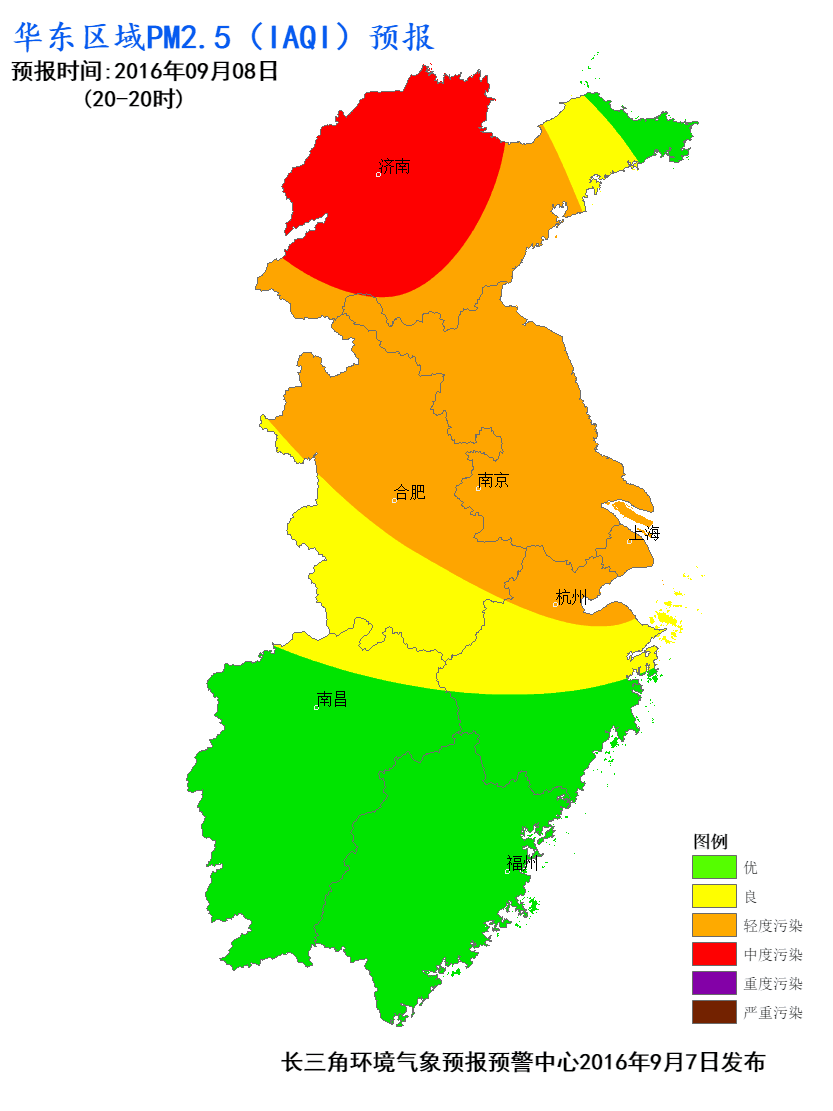 华东区域PM2.5（IAQI）预报
预报时间:2016年09月08日
(20-20时)
济南
合肥
南京
上海
杭州
南昌
福州
图例
优
良
轻度污染
中度污染
重度污染
严重污染
长三角环境气象预报预警中心2016年9月7日发布